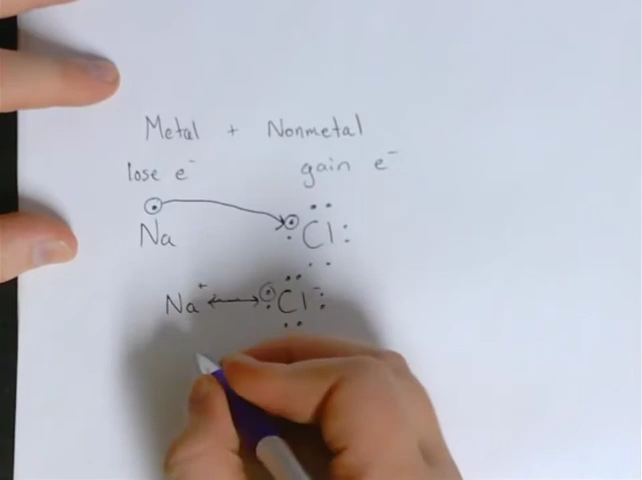 Metal + Nonmetal
lose e⁻ gain e⁻
Na Cl
Na⁺ Cl⁻